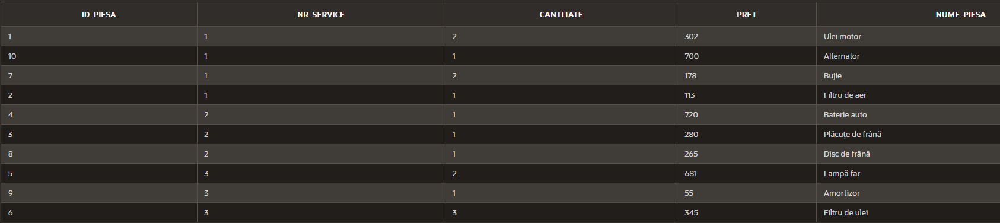 ID_PIESA NR_SERVICE CANTITATE PRET NUME_PIESA
1 1 2 302 Ulei motor
10 1 1 700 Alternator
7 1 2 178 Bujie
2 1 1 113 Filtru de aer
4 2 1 720 Baterie auto
3 2 1 280 Plăcuțe de frână
8 2 1 265 Disc de frână
5 3 2 681 Lampă far
9 3 1 55 Amortizor
6 3 3 345 Filtru de ulei